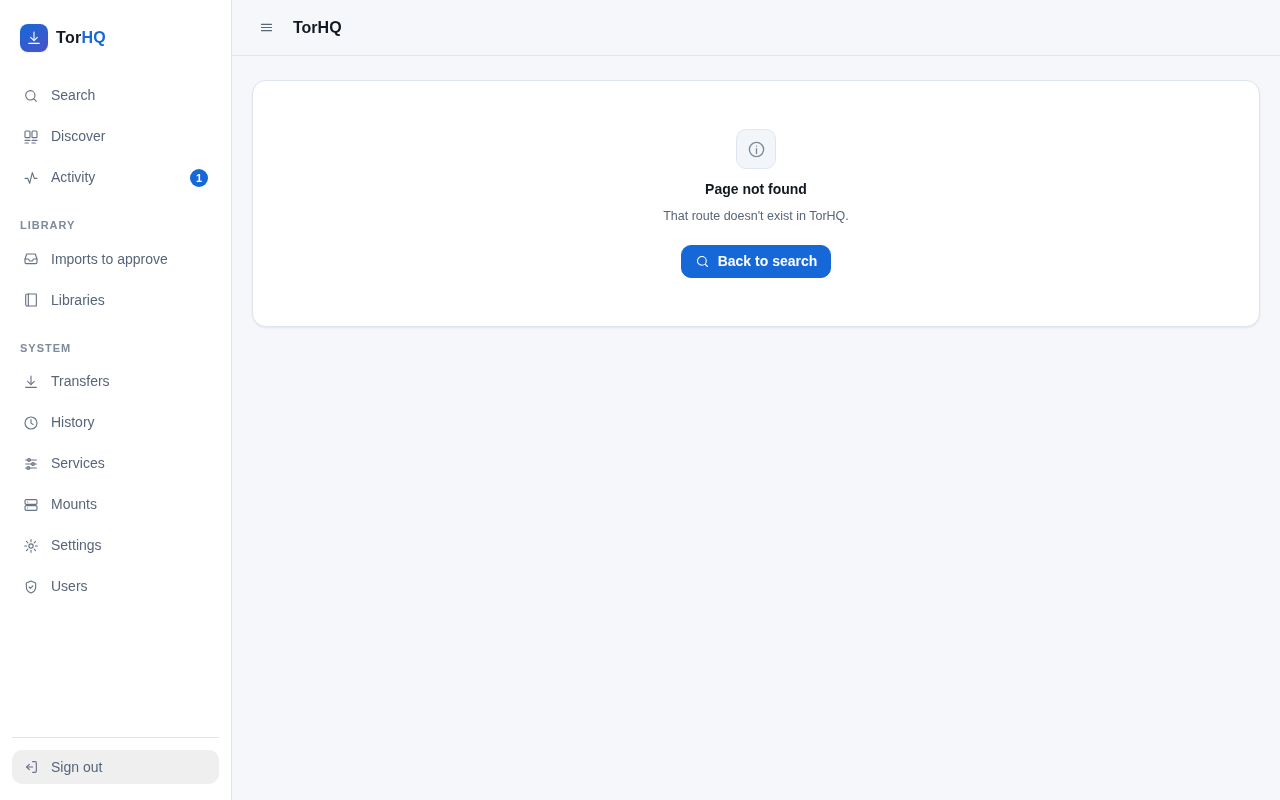 TorHQ
Search
Discover
Activity
1
LIBRARY
Imports to approve
Libraries
SYSTEM
Transfers
History
Services
Mounts
Settings
Users
Sign out
TorHQ
Page not found
That route doesn't exist in TorHQ.
Back to search